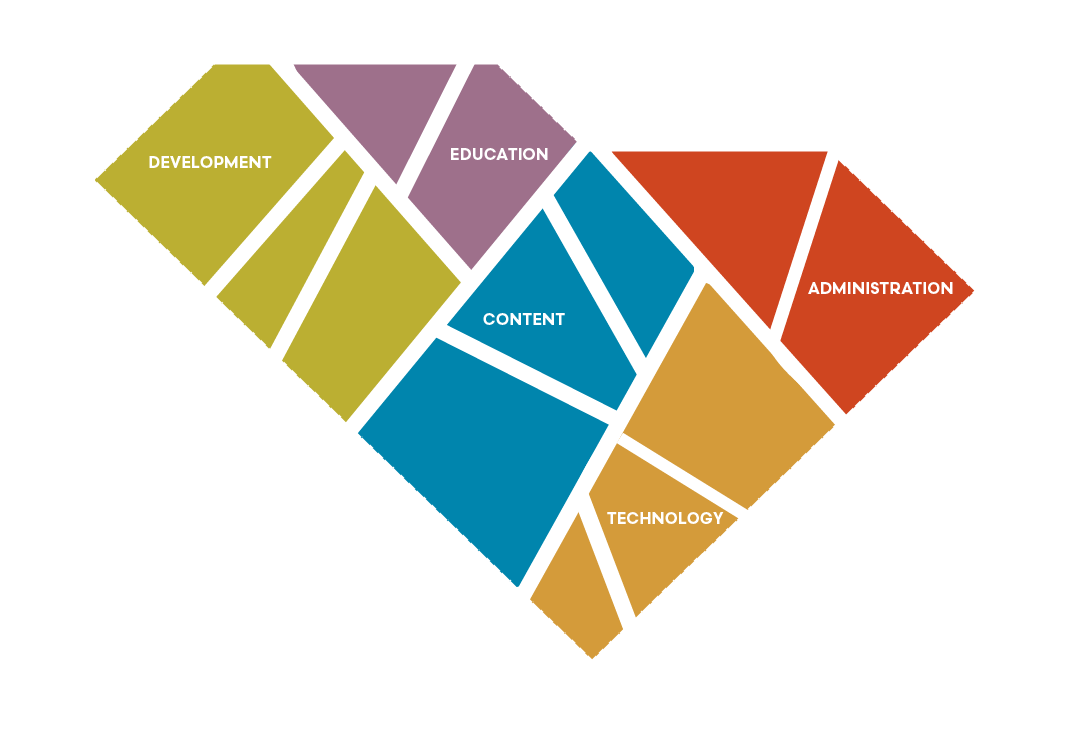 DEVELOPMENT
EDUCATION
CONTENT
ADMINISTRATION
TECHNOLOGY